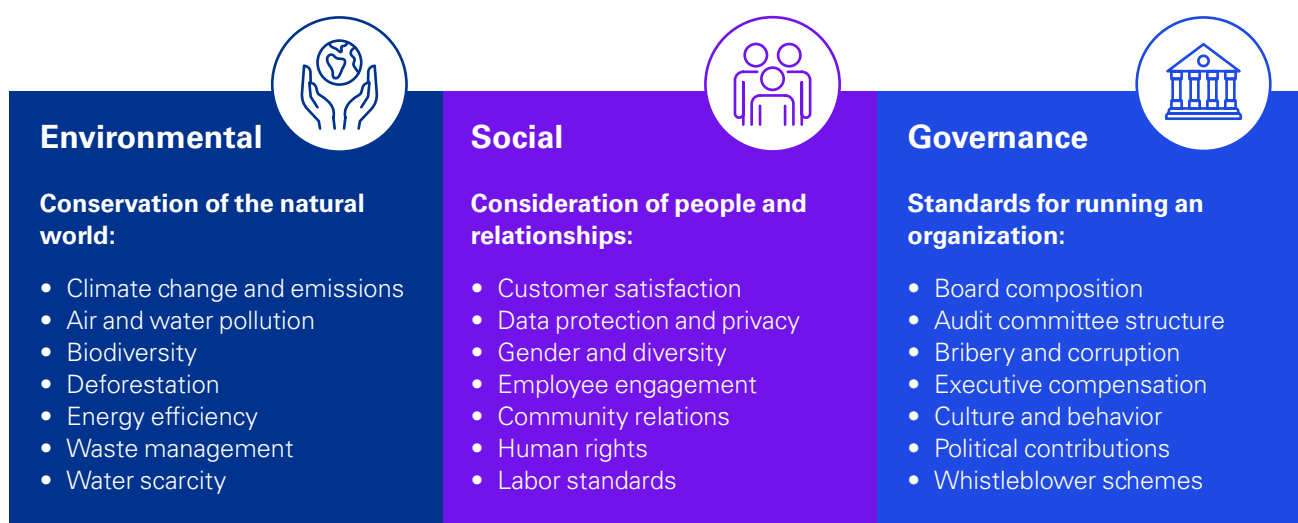 Environmental
Conservation of the natural
world:
• Climate change and emissions
• Air and water pollution
• Biodiversity
• Deforestation
• Energy efficiency
• Waste management
• Water scarcity
Social
Consideration of people and
relationships:
• Customer satisfaction
• Data protection and privacy
• Gender and diversity
• Employee engagement
• Community relations
• Human rights
• Labor standards
Governance
Standards for running an
organization:
• Board composition
• Audit committee structure
• Bribery and corruption
• Executive compensation
• Culture and behavior
• Political contributions
• Whistleblower schemes